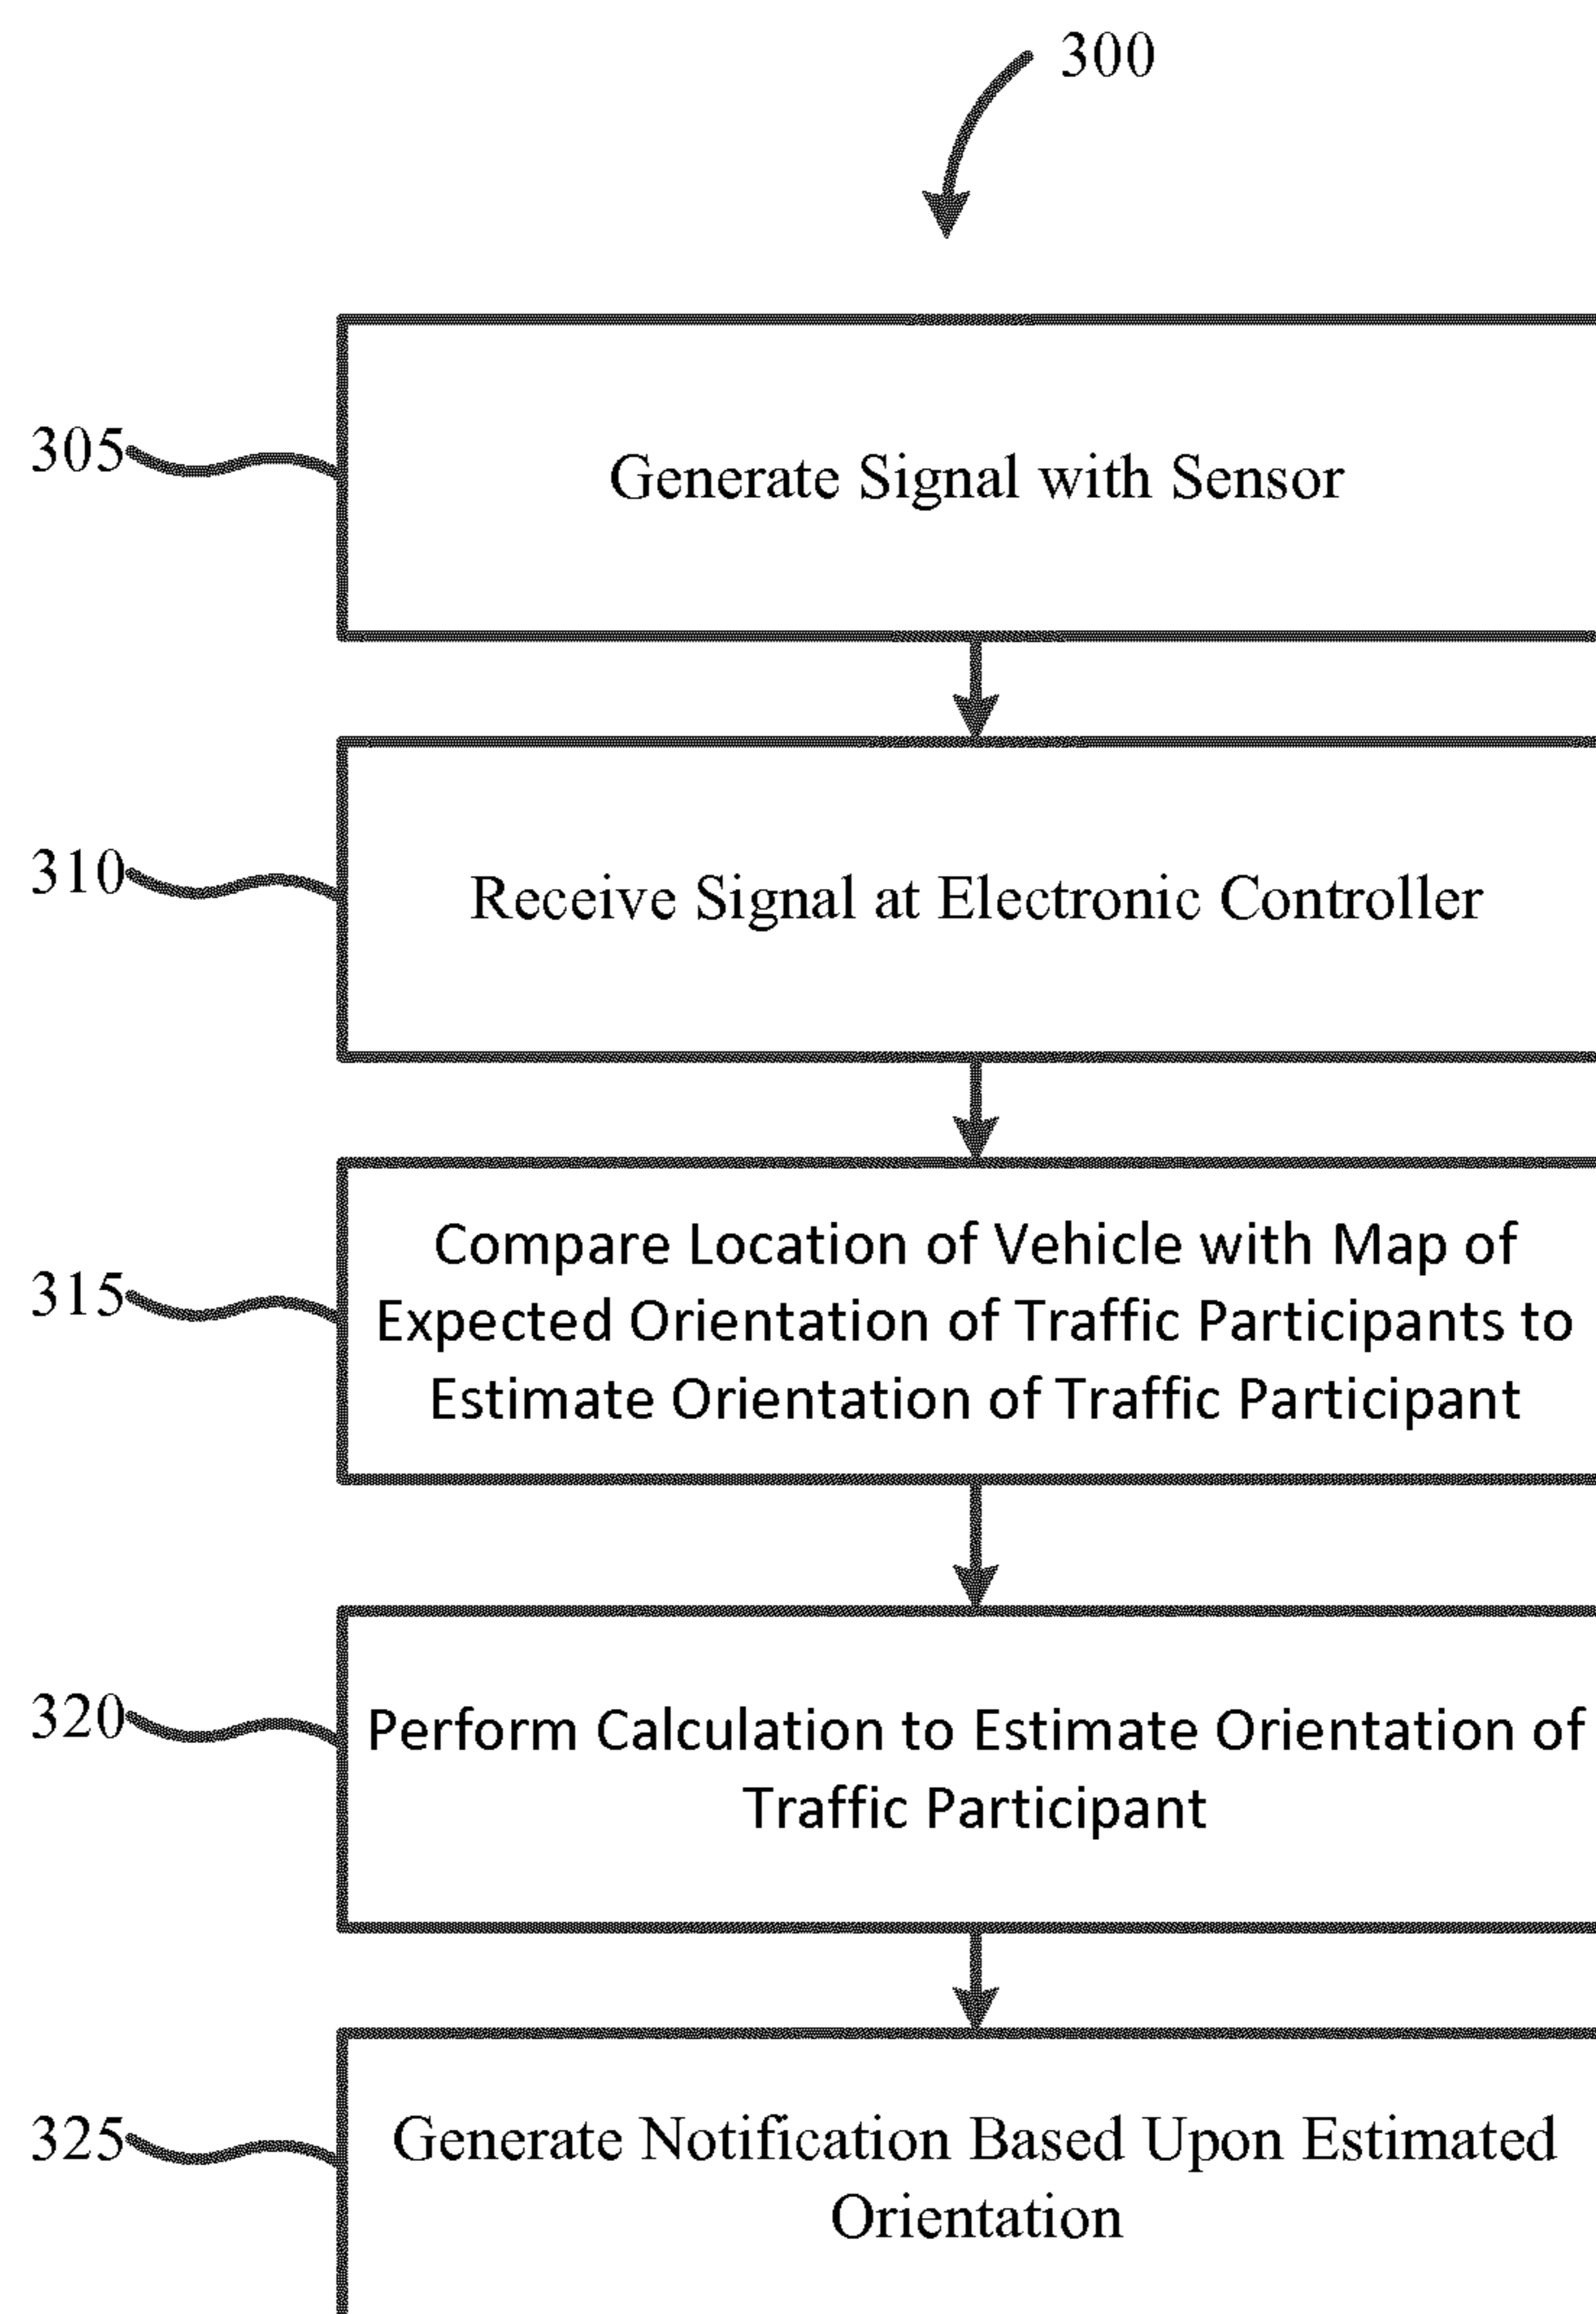 300
305
Generate Signal with Sensor
310
Receive Signal at Electronic Controller
315
Compare Location of Vehicle with Map of
Expected Orientation of Traffic Participants to
Estimate Orientation of Traffic Participant
320
Perform Calculation to Estimate Orientation of
Traffic Participant
325
Generate Notification Based Upon Estimated
Orientation